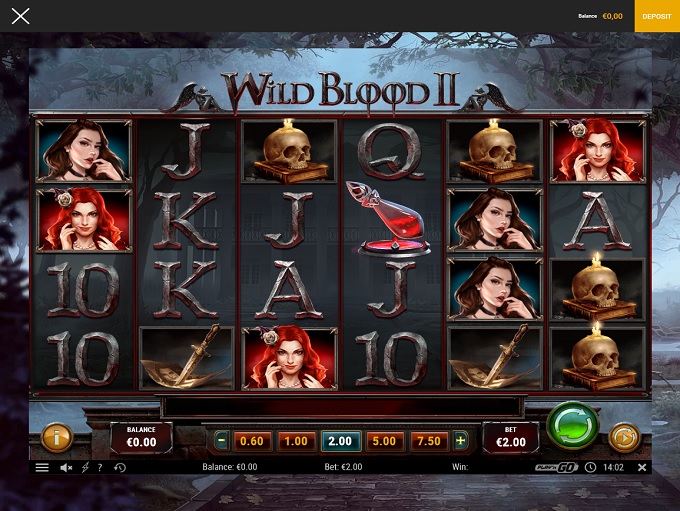 Balance €0,00 DEPOSIT
WILD BLOOD II
J Q
K J A
10 K A J
10 10
BALANCE
€0.00
− 0.60 1.00 2.00 5.00 7.50 +
BET
€2.00
i
? Balance: €0.00 Bet: €2.00 Win: PLAY'N GO 14:02